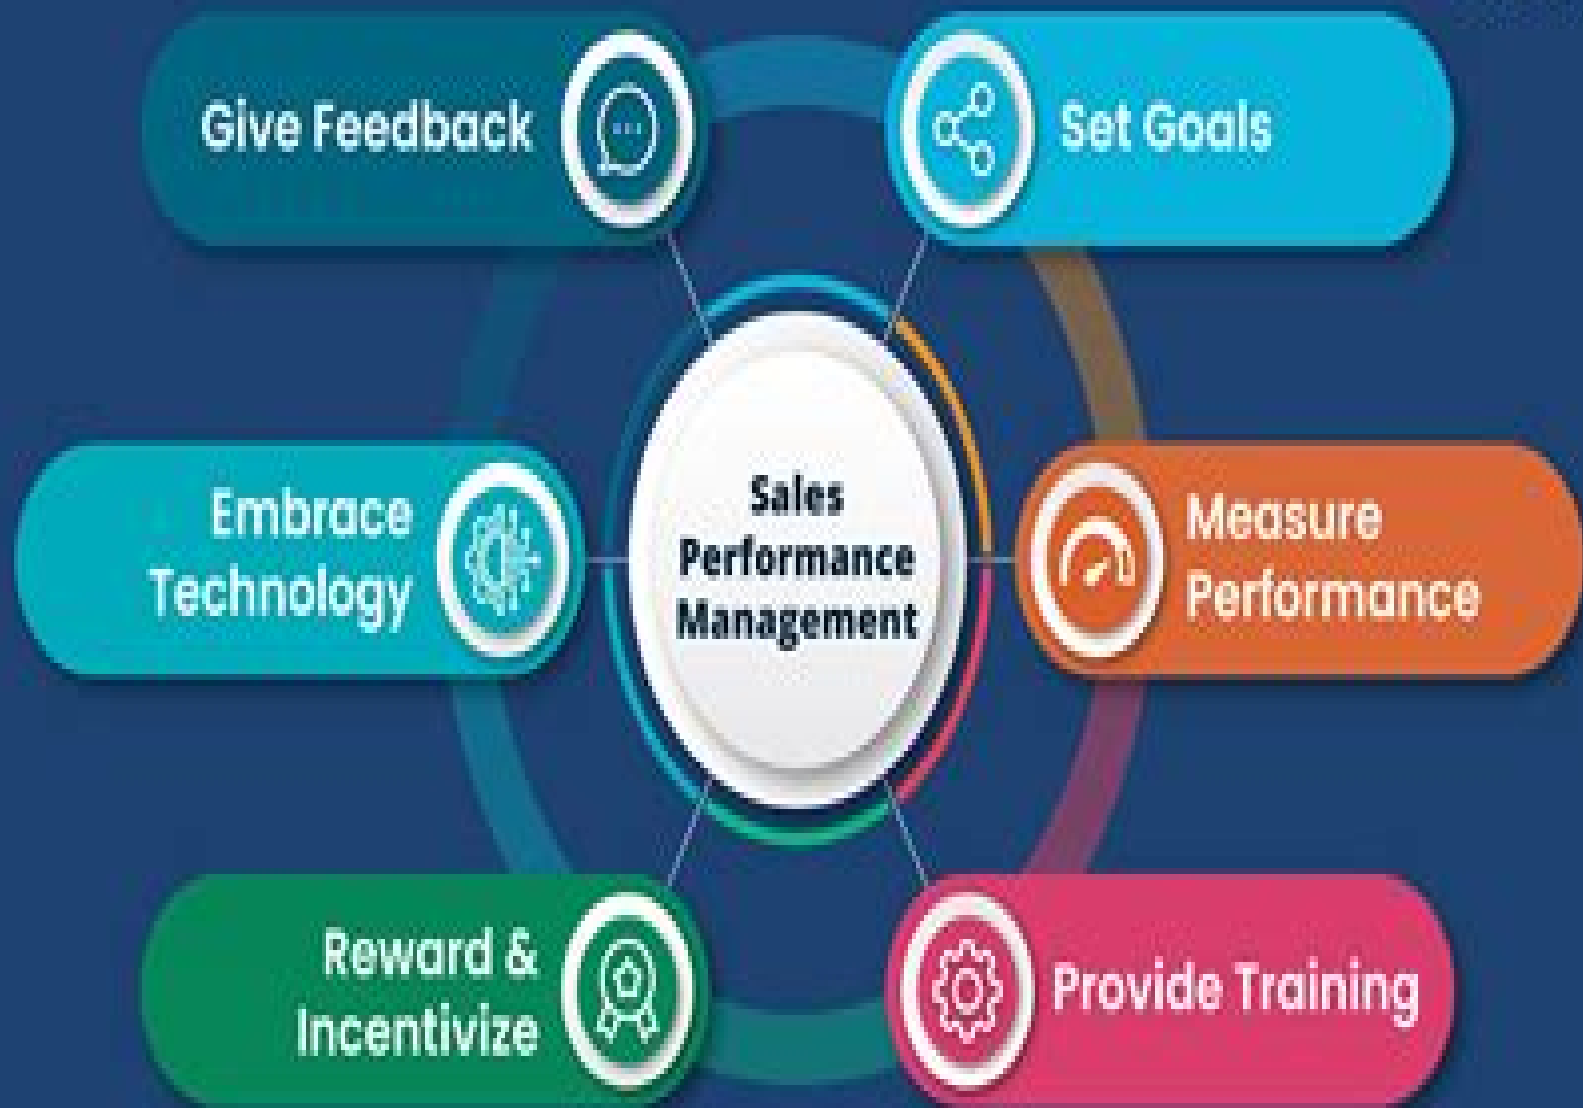 Give Feedback
Set Goals
Embrace
Technology
Sales
Performance
Management
Measure
Performance
Reward &
Incentivize
Provide Training